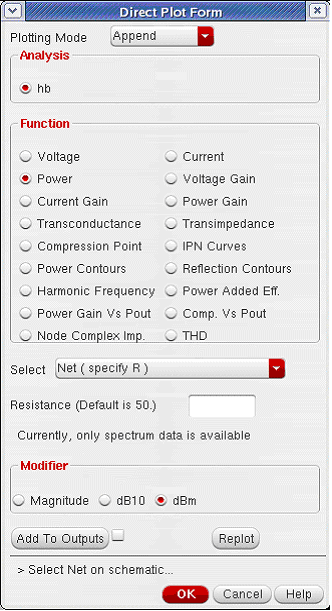 Direct Plot Form
Plotting Mode Append
Analysis
hb
Function
Voltage Current
Power Voltage Gain
Current Gain Power Gain
Transconductance Transimpedance
Compression Point IPN Curves
Power Contours Reflection Contours
Harmonic Frequency Power Added Eff.
Power Gain Vs Pout Comp. Vs Pout
Node Complex Imp. THD
Select Net ( specify R )
Resistance (Default is 50.)
Currently, only spectrum data is available
Modifier
Magnitude dB10 dBm
Add To Outputs Replot
> Select Net on schematic...
OK Cancel Help